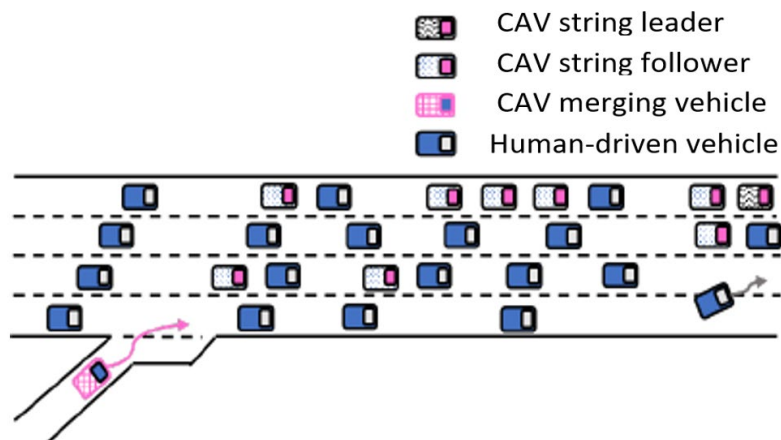 CAV string leader
CAV string follower
CAV merging vehicle
Human-driven vehicle